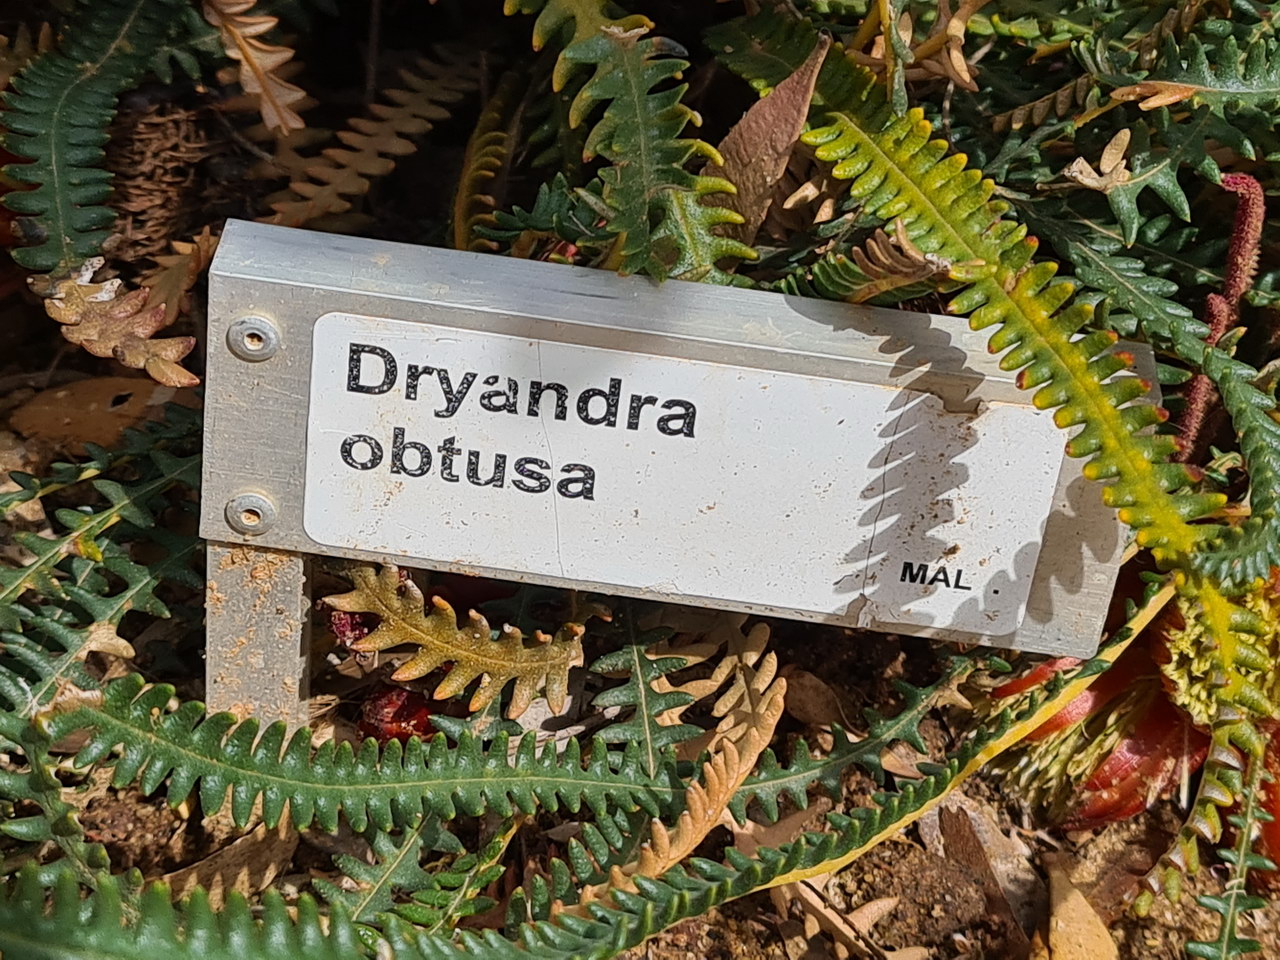 Dryandra
obtusa
MAL .